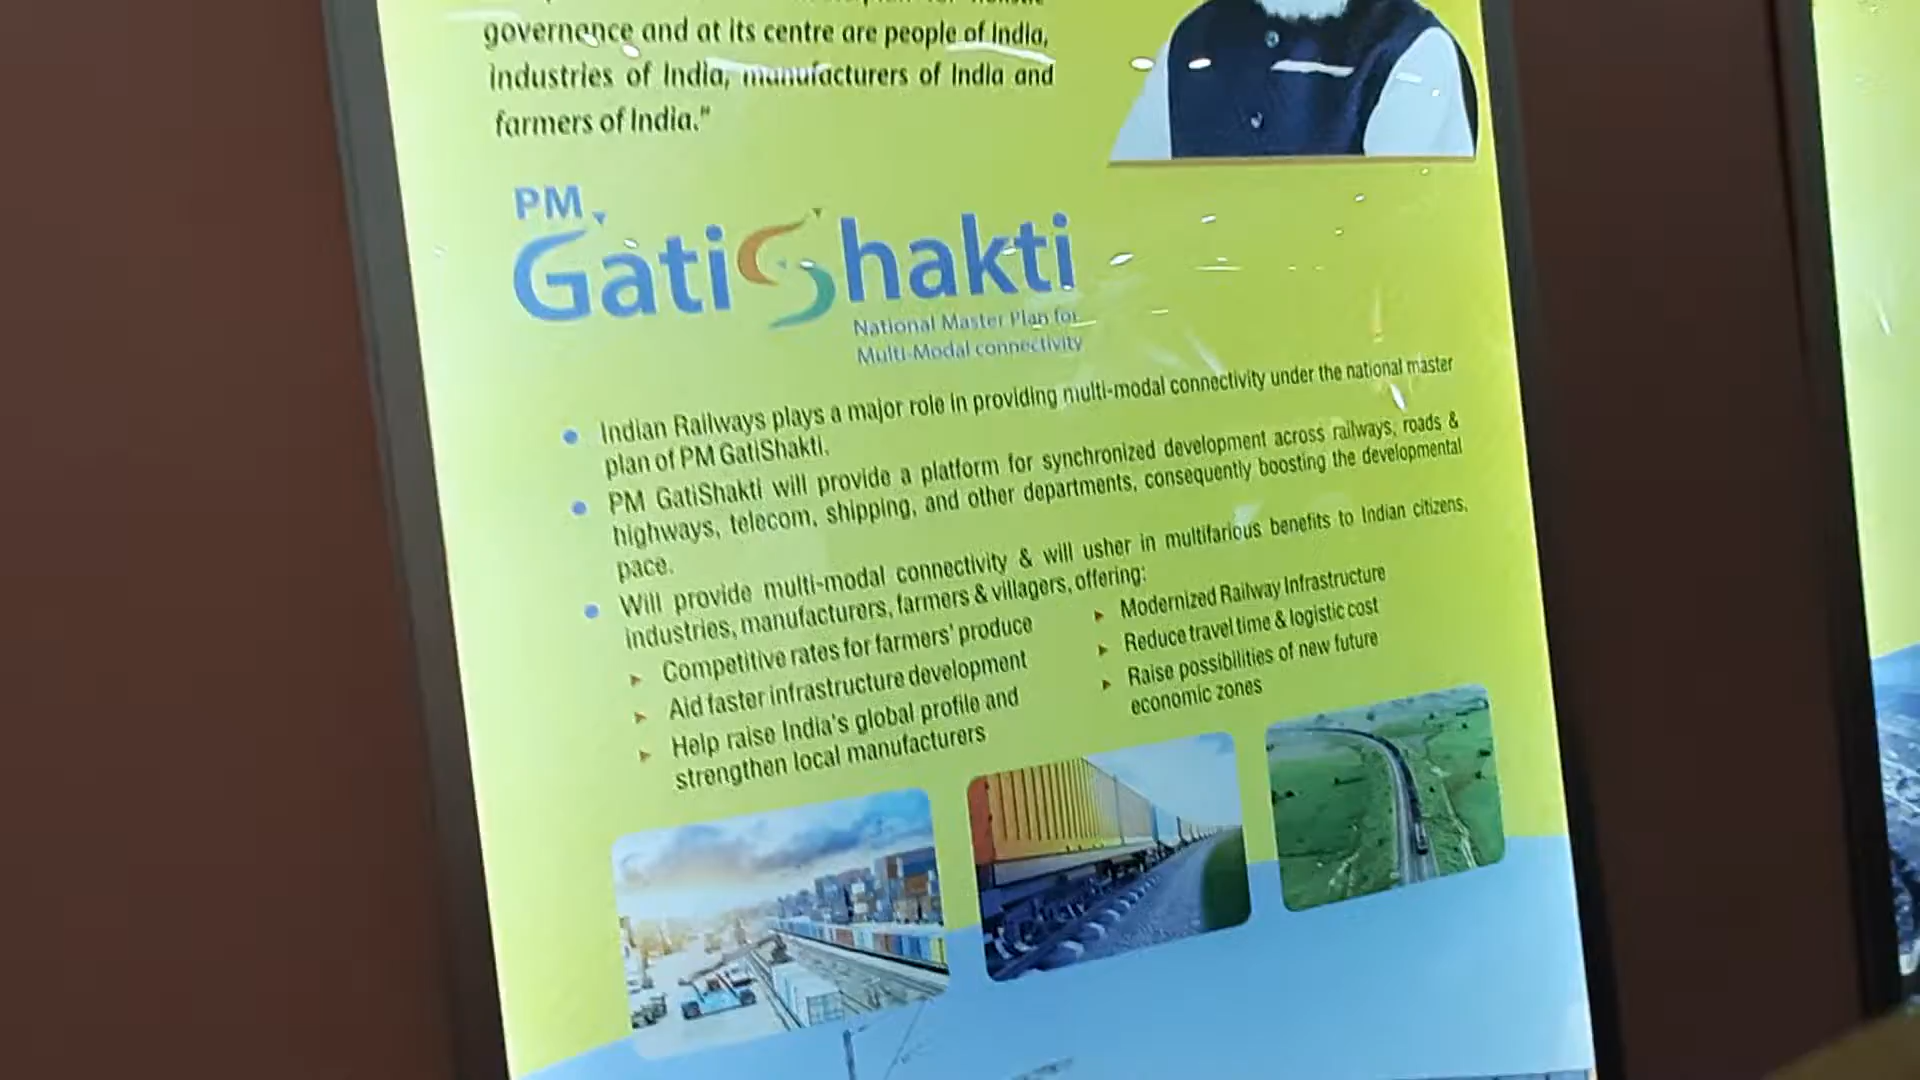 governance and at its centre are people of India,
industries of India, manufacturers of India and
farmers of India."
PM
GatiShakti
National Master Plan for
Multi-Modal connectivity
Indian Railways plays a major role in providing multi-modal connectivity under the national master
plan of PM GatiShakti.
PM GatiShakti will provide a platform for synchronized development across railways, roads &
highways, telecom, shipping, and other departments, consequently boosting the developmental
pace.
Will provide multi-modal connectivity & will usher in multifarious benefits to Indian citizens,
industries, manufacturers, farmers & villagers, offering:
Competitive rates for farmers' produce
Aid faster infrastructure development
Help raise India's global profile and
strengthen local manufacturers
Modernized Railway Infrastructure
Reduce travel time & logistic cost
Raise possibilities of new future
economic zones